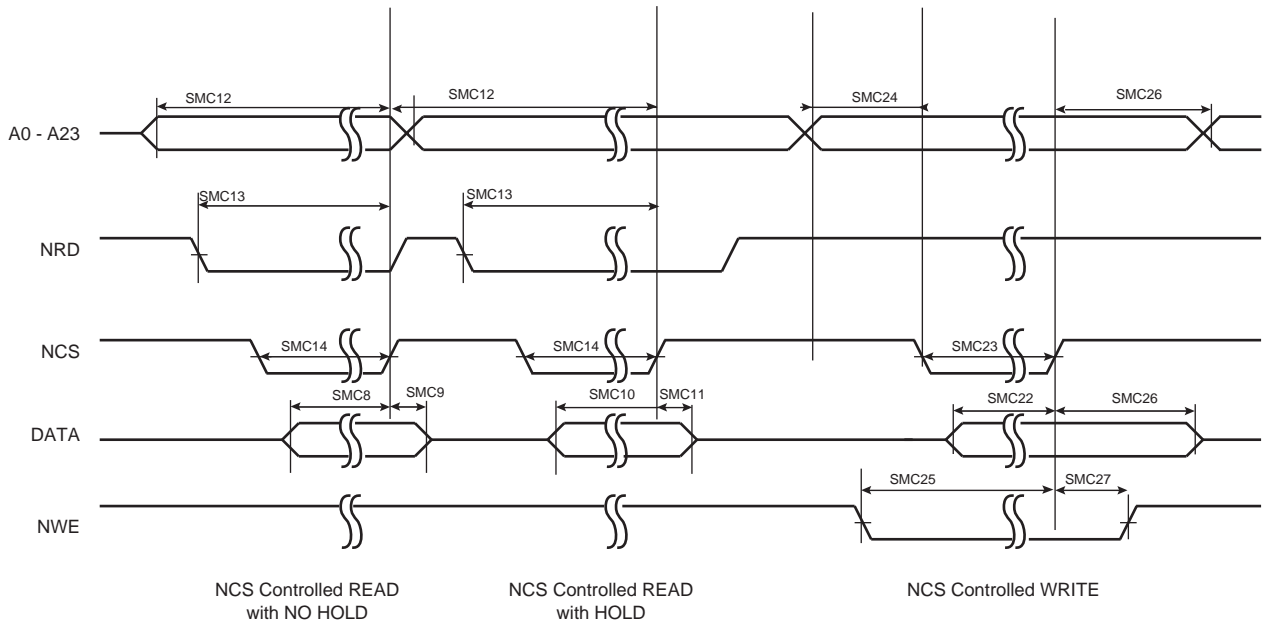 SMC12
SMC12
SMC24
SMC26
A0 - A23
SMC13
SMC13
NRD
NCS
SMC14
SMC14
SMC23
SMC8
SMC9
SMC10
SMC11
SMC22
SMC26
DATA
SMC25
SMC27
NWE
NCS Controlled READ
with NO HOLD
NCS Controlled READ
with HOLD
NCS Controlled WRITE